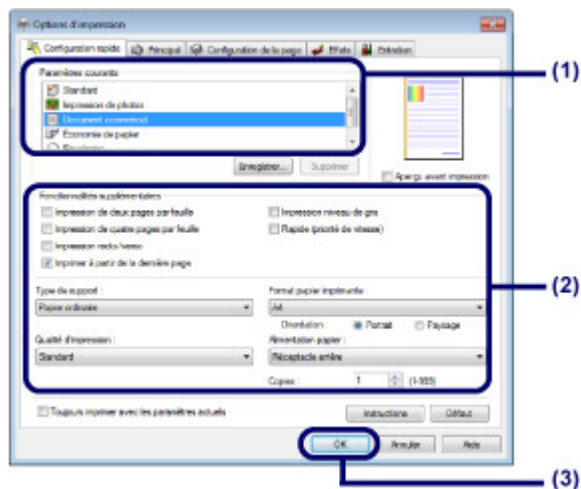 Options d'impression
Configuration rapide Principal Configuration de la page Effets Entretien
Paramètres courants
Standard
Impression de photos
Document commercial
Économie de papier
Enregistrer... Supprimer
Aperçu avant impression
Fonctionnalités supplémentaires
Impression de deux pages par feuille
Impression niveau de gris
Impression de quatre pages par feuille
Rapide (priorité de vitesse)
Impression recto/verso
Imprimer à partir de la dernière page
Type de support :
Format papier imprimante :
Papier ordinaire
A4
Orientation : Portrait Paysage
Qualité d'impression :
Alimentation papier :
Standard
Réceptacle arrière
Copies : 1 (1-999)
Toujours imprimer avec les paramètres actuels
Instructions Défaut
OK Annuler Aide
(1)
(2)
(3)